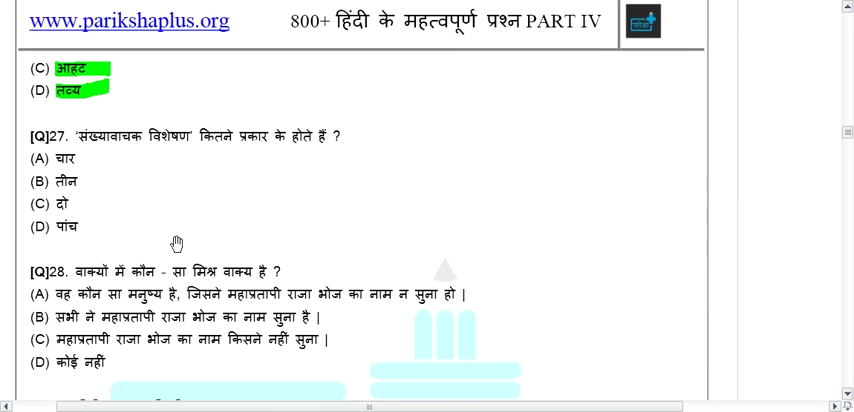 www.parikshaplus.org 800+ हिंदी के महत्वपूर्ण प्रश्न PART IV
(C) आहट
(D) तव्य
[Q]27. ‘संख्यावाचक विशेषण’ कितने प्रकार के होते हैं ?
(A) चार
(B) तीन
(C) दो
(D) पांच
[Q]28. वाक्यों में कौन - सा मिश्र वाक्य है ?
(A) वह कौन सा मनुष्य है, जिसने महाप्रतापी राजा भोज का नाम न सुना हो |
(B) सभी ने महाप्रतापी राजा भोज का नाम सुना है |
(C) महाप्रतापी राजा भोज का नाम किसने नहीं सुना |
(D) कोई नहीं